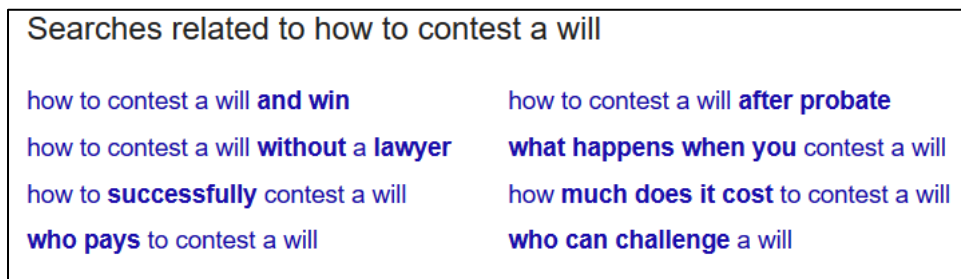 Searches related to how to contest a will
how to contest a will and win
how to contest a will without a lawyer
how to successfully contest a will
who pays to contest a will
how to contest a will after probate
what happens when you contest a will
how much does it cost to contest a will
who can challenge a will